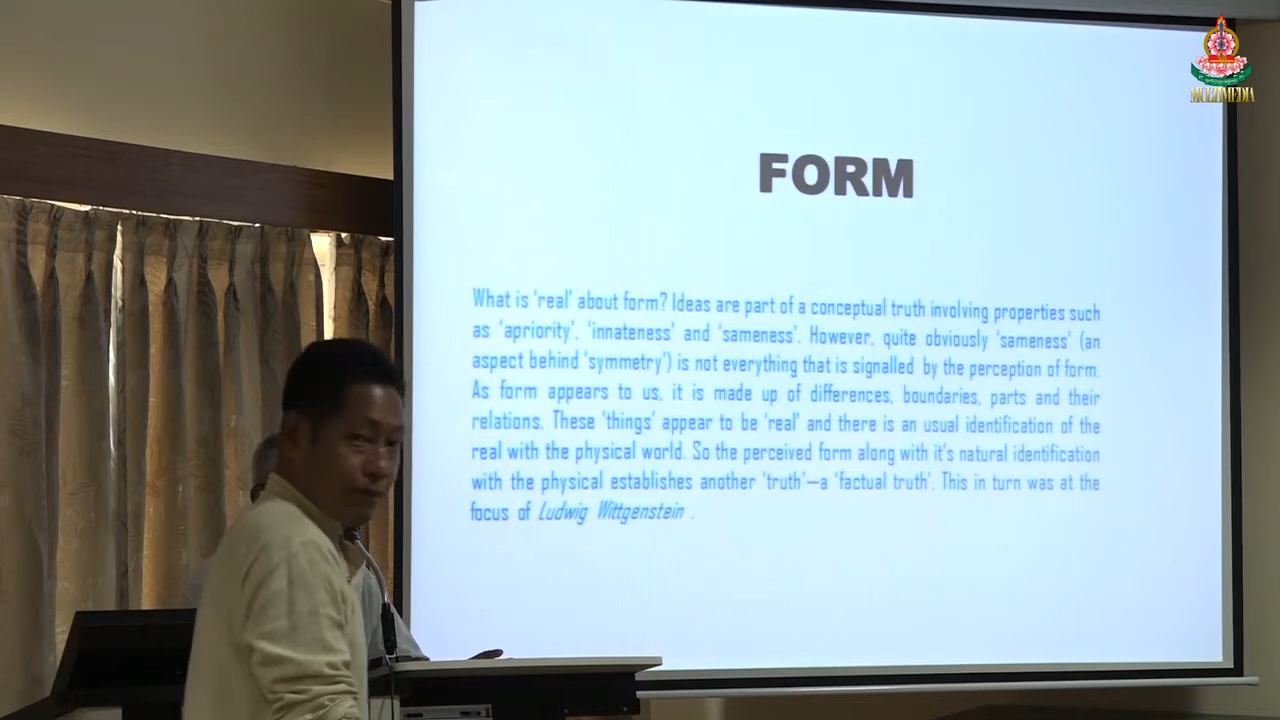 MULTIMEDIA
FORM
What is 'real' about form? Ideas are part of a conceptual truth involving properties such
as 'apriority', 'innateness' and 'sameness'. However, quite obviously 'sameness' (an
aspect behind 'symmetry') is not everything that is signalled by the perception of form.
As form appears to us, it is made up of differences, boundaries, parts and their
relations. These 'things' appear to be 'real' and there is an usual identification of the
real with the physical world. So the perceived form along with it's natural identification
with the physical establishes another 'truth'—a 'factual truth'. This in turn was at the
focus of Ludwig Wittgenstein .